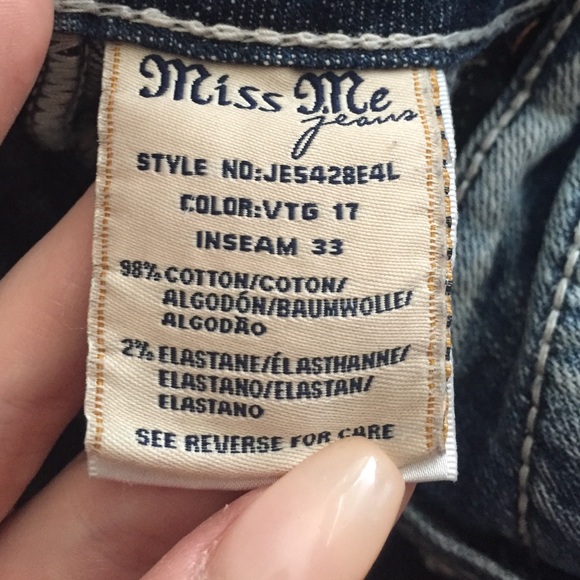 Miss Me
jeans
STYLE NO:JE5428E4L
COLOR:VTG 17
INSEAM 33
98% COTTON/COTON/
ALGODÓN/BAUMWOLLE/
ALGODÃO
2% ELASTANE/ÉLASTHANNE/
ELASTANO/ELASTAN/
ELASTANO
SEE REVERSE FOR CARE